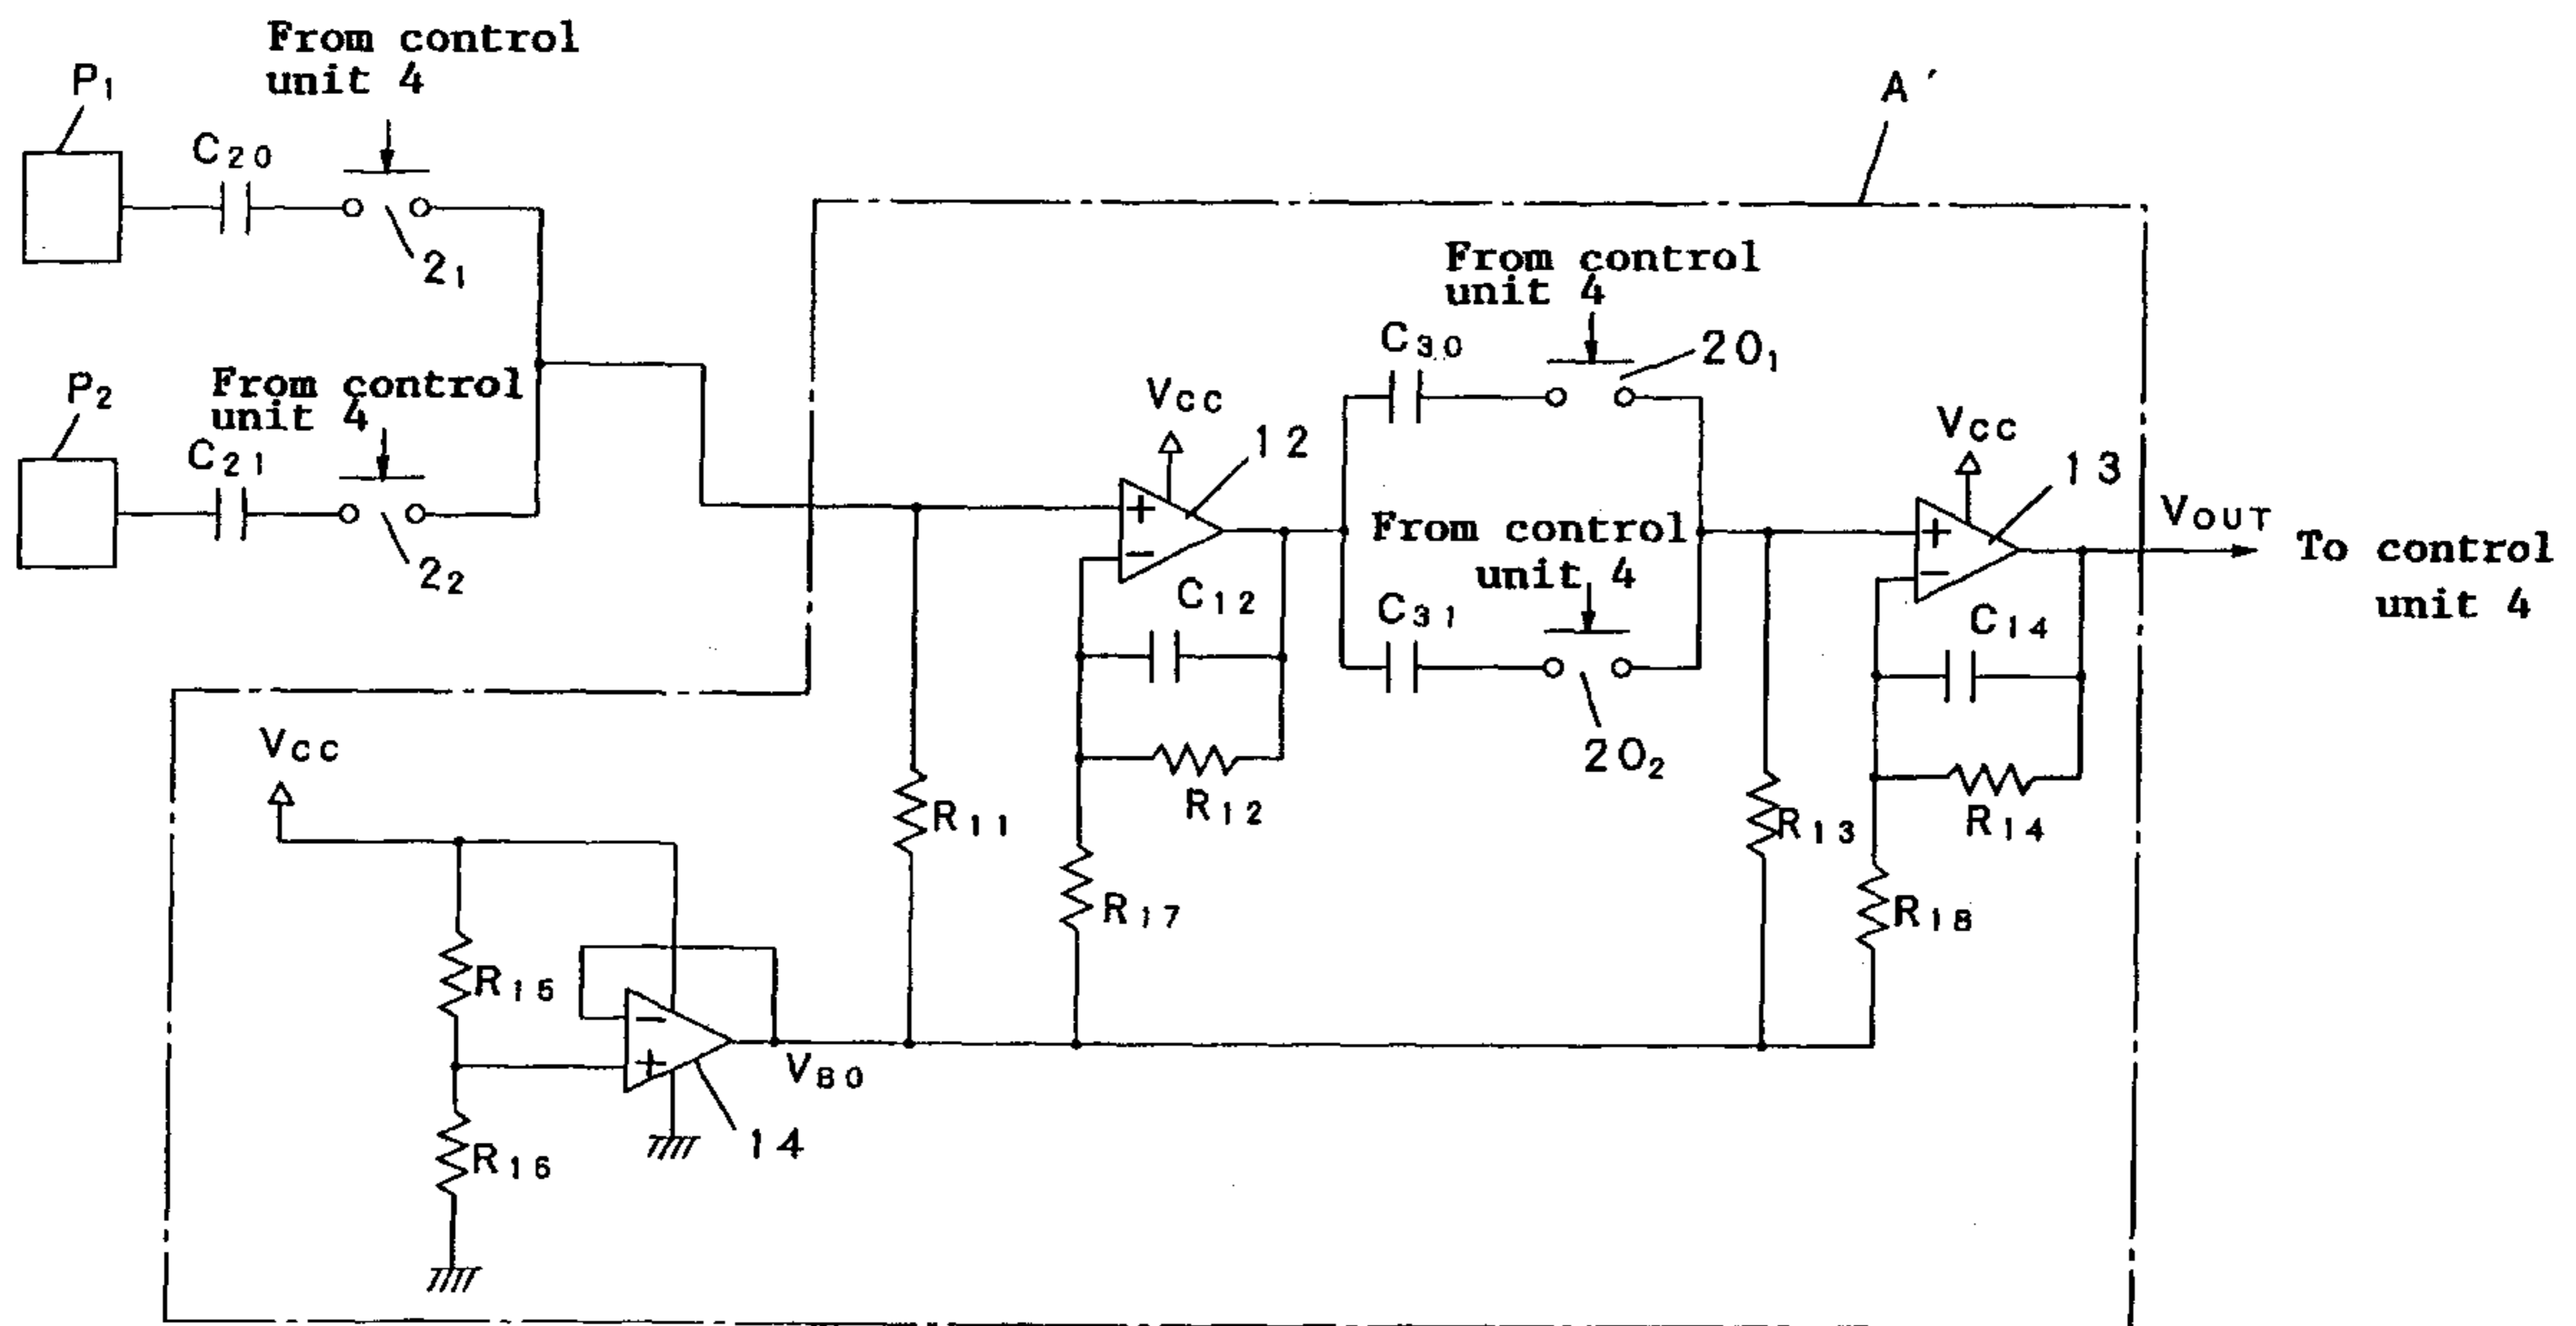 From control
unit 4
P1
C20
21
From control
unit 4
P2
C21
22
A′
From control
unit 4
C30
201
VCC
12
VCC
13
VOUT
To control
unit 4
From control
unit 4
C12
C31
202
C14
R12
R14
VCC
R11
R13
R17
R18
R15
R16
VB0
14